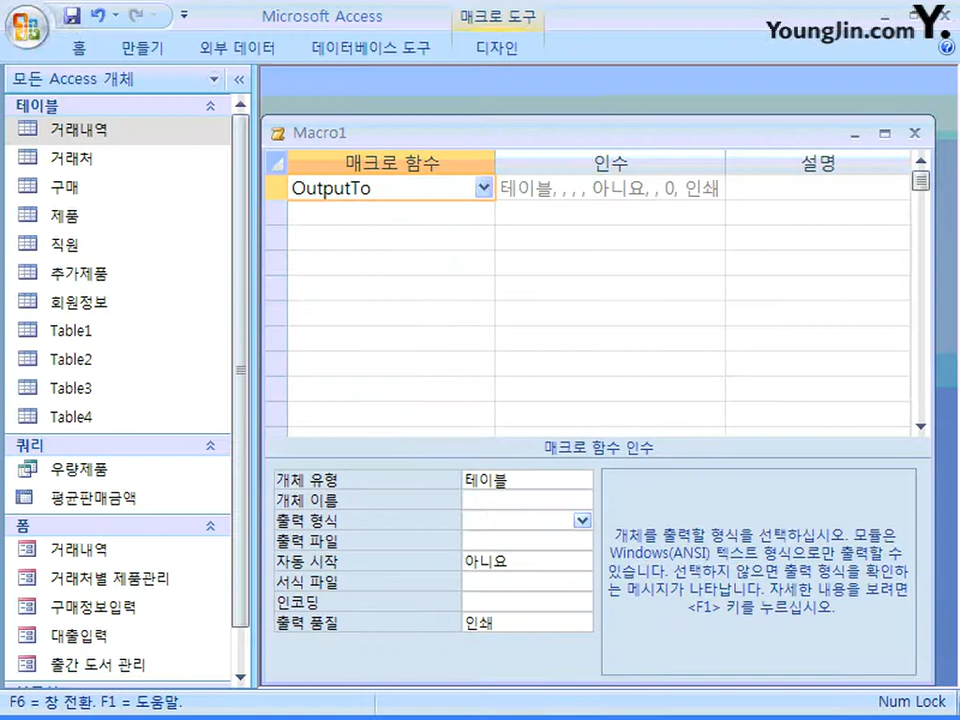 Microsoft Access
매크로 도구
YoungJin.com Y.
홈
만들기
외부 데이터
데이터베이스 도구
디자인
모든 Access 개체
테이블
거래내역
거래처
구매
제품
직원
추가제품
회원정보
Table1
Table2
Table3
Table4
쿼리
우량제품
평균판매금액
폼
거래내역
거래처별 제품관리
구매정보입력
대출입력
출간 도서 관리
Macro1
매크로 함수
인수
설명
OutputTo
테이블, , , , 아니요, , 0, 인쇄
매크로 함수 인수
개체 유형
테이블
개체 이름
출력 형식
출력 파일
자동 시작
아니요
서식 파일
인코딩
출력 품질
인쇄
개체를 출력할 형식을 선택하십시오. 모듈은
Windows(ANSI) 텍스트 형식으로만 출력할 수
있습니다. 선택하지 않으면 출력 형식을 확인하
는 메시지가 나타납니다. 자세한 내용을 보려면
<F1> 키를 누르십시오.
F6 = 창 전환. F1 = 도움말.
Num Lock